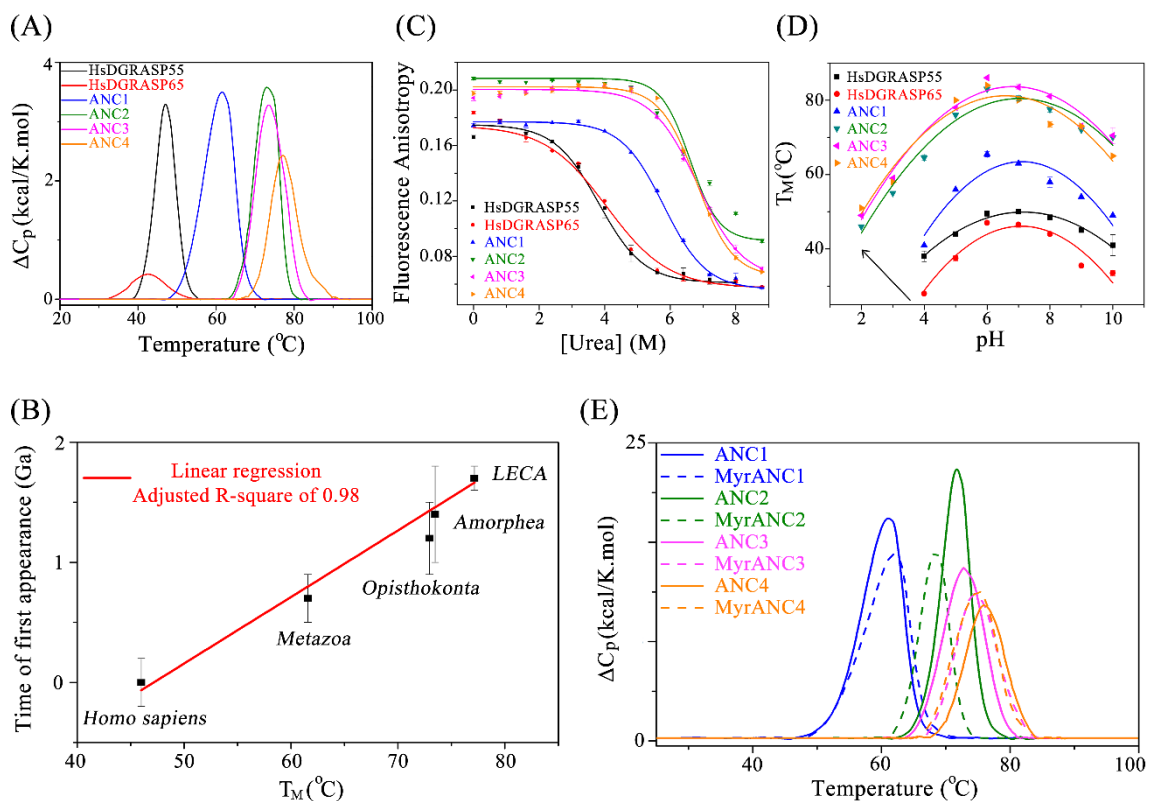 (A)
ΔCp (kcal/K.mol)
4
2
0
HsDGRASP55
HsDGRASP65
ANC1
ANC2
ANC3
ANC4
20 40 60 80 100
Temperature (°C)
(C)
Fluorescence Anisotropy
0.20
0.16
0.12
0.08
HsDGRASP55
HsDGRASP65
ANC1
ANC2
ANC3
ANC4
0 2 4 6 8
[Urea] (M)
(D)
TM(°C)
80
60
40
HsDGRASP55
HsDGRASP65
ANC1
ANC2
ANC3
ANC4
2 4 6 8 10
pH
(B)
Time of first appearance (Ga)
2
1
0
Linear regression
Adjusted R-square of 0.98
LECA
Amorphea
Opisthokonta
Metazoa
Homo sapiens
40 50 60 70 80
TM(°C)
(E)
ΔCp (kcal/K.mol)
25
0
ANC1
MyrANC1
ANC2
MyrANC2
ANC3
MyrANC3
ANC4
MyrANC4
40 60 80 100
Temperature (°C)